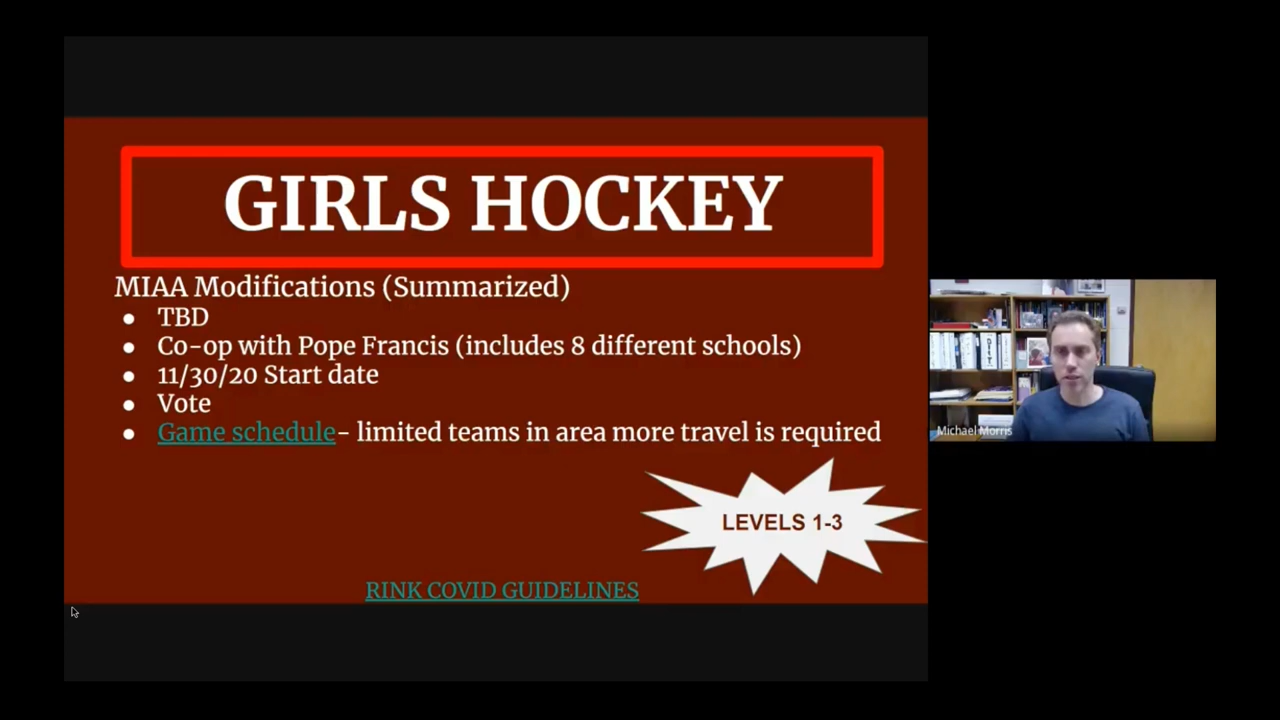 GIRLS HOCKEY
MIAA Modifications (Summarized)
● TBD
● Co-op with Pope Francis (includes 8 different schools)
● 11/30/20 Start date
● Vote
● Game schedule- limited teams in area more travel is required
LEVELS 1-3
RINK COVID GUIDELINES
Michael Morris